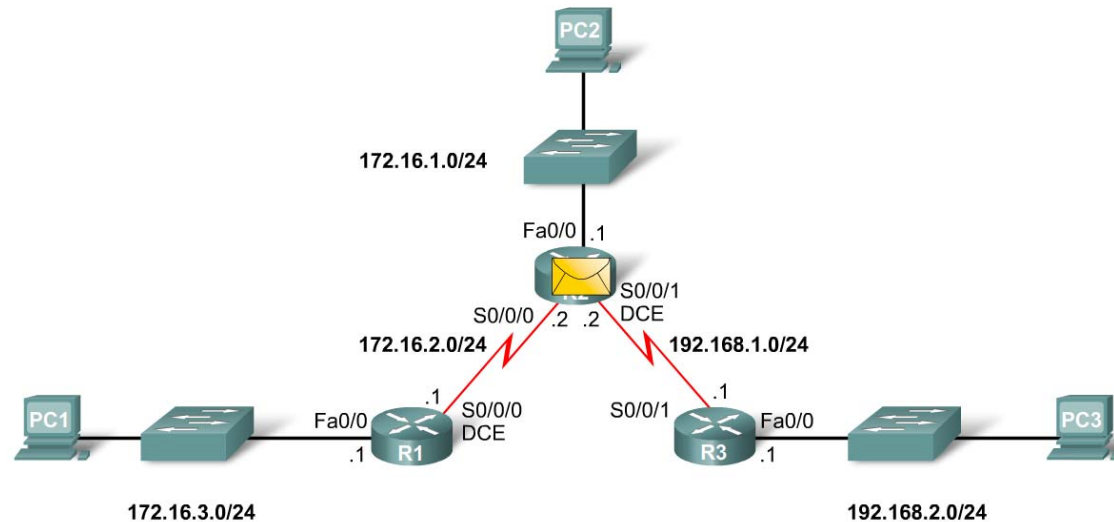 PC2
172.16.1.0/24
Fa0/0
.1
S0/0/1
DCE
S0/0/0
.2
.2
172.16.2.0/24
192.168.1.0/24
.1
S0/0/0
DCE
.1
S0/0/1
PC1
Fa0/0
.1
R1
Fa0/0
.1
R3
PC3
172.16.3.0/24
192.168.2.0/24